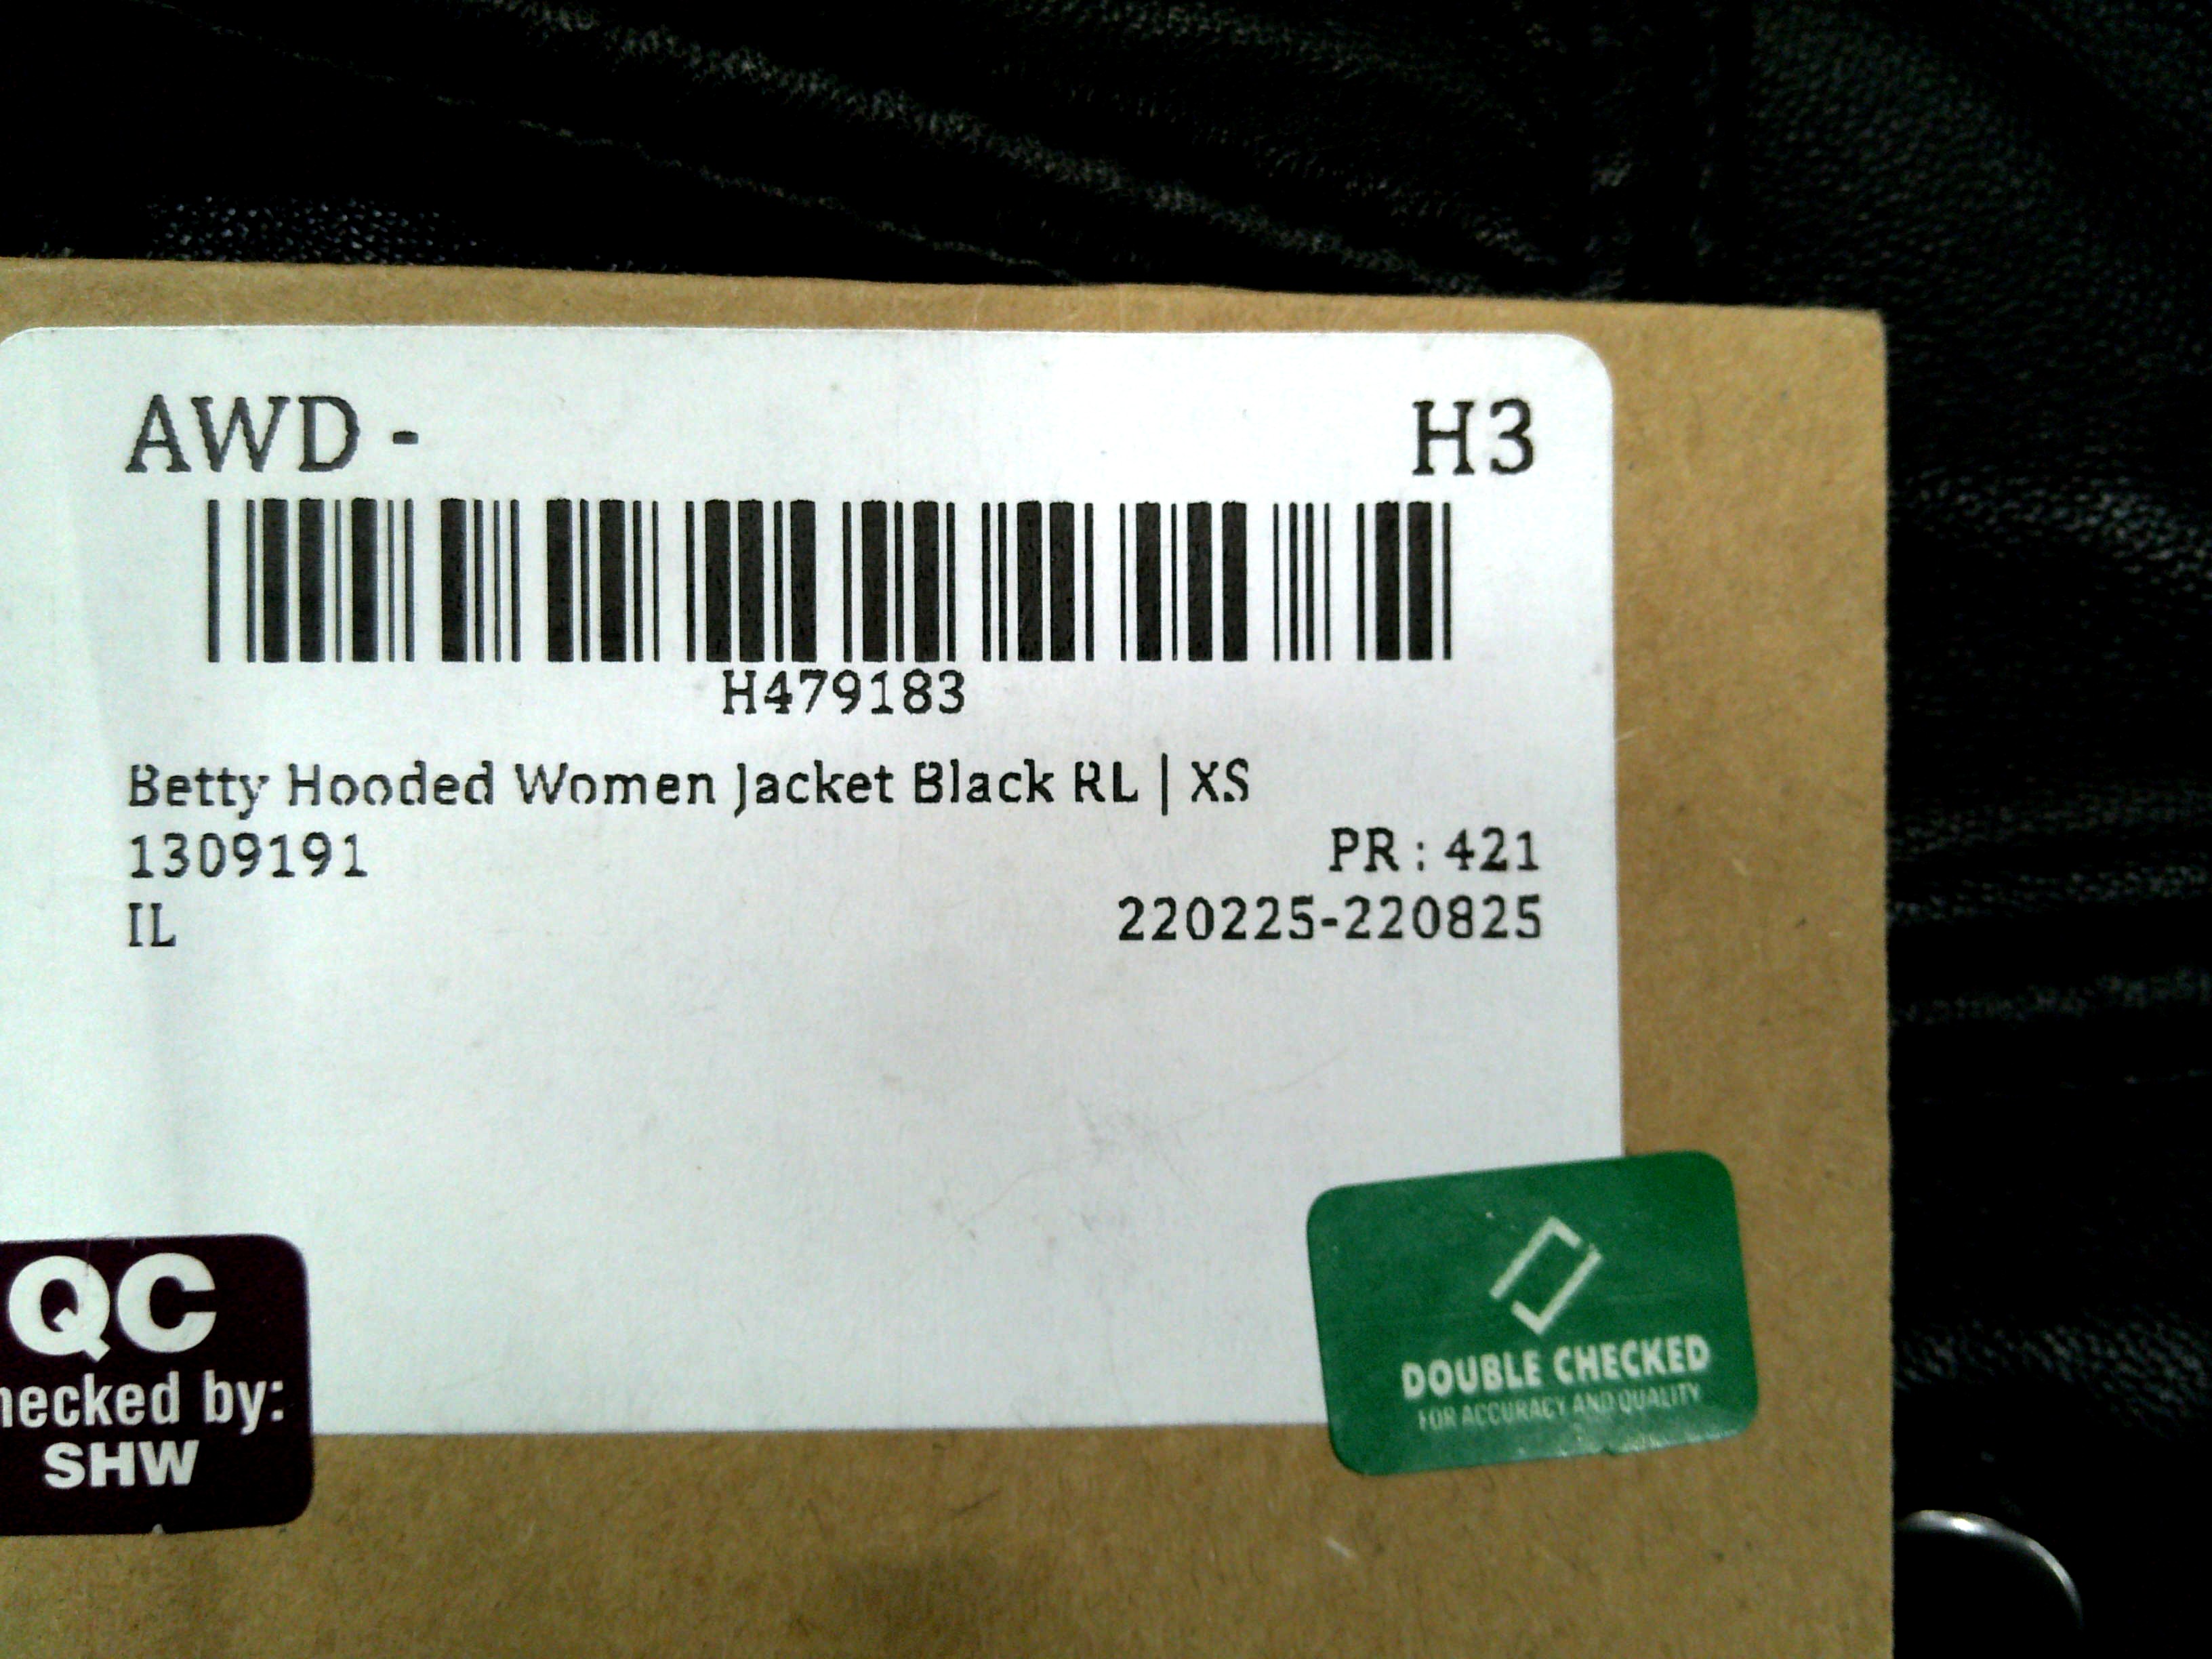 AWD - H3
H479183
Betty Hooded Women Jacket Black RL | XS
1309191 PR : 421
IL 220225-220825
QC
hecked by:
SHW
DOUBLE CHECKED
FOR ACCURACY AND QUALITY